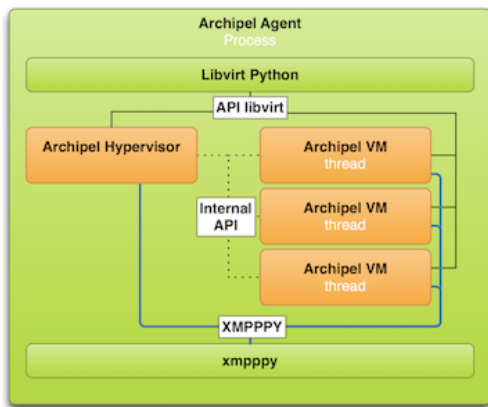 Archipel Agent
Process
Libvirt Python
API libvirt
Archipel Hypervisor
Archipel VM
thread
Internal
API
Archipel VM
thread
Archipel VM
thread
XMPPPY
xmpppy